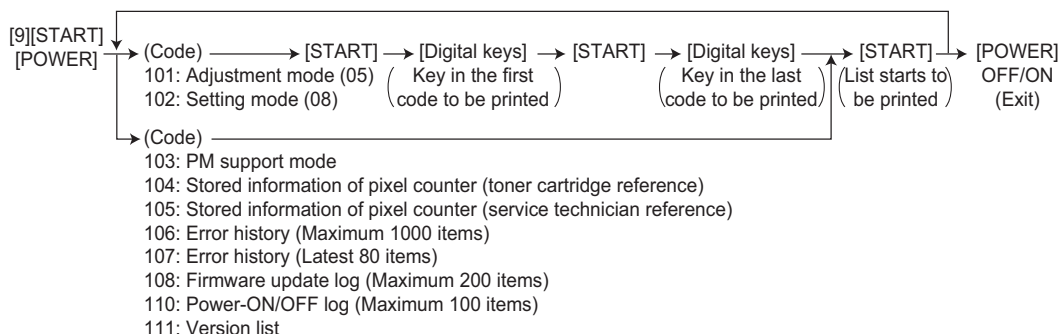 [9][START]
[POWER]
(Code) [START] [Digital keys] [START] [Digital keys] [START] [POWER]
101: Adjustment mode (05) (Key in the first (Key in the last (List starts to OFF/ON
102: Setting mode (08) code to be printed) code to be printed) be printed) (Exit)
(Code)
103: PM support mode
104: Stored information of pixel counter (toner cartridge reference)
105: Stored information of pixel counter (service technician reference)
106: Error history (Maximum 1000 items)
107: Error history (Latest 80 items)
108: Firmware update log (Maximum 200 items)
110: Power-ON/OFF log (Maximum 100 items)
111: Version list